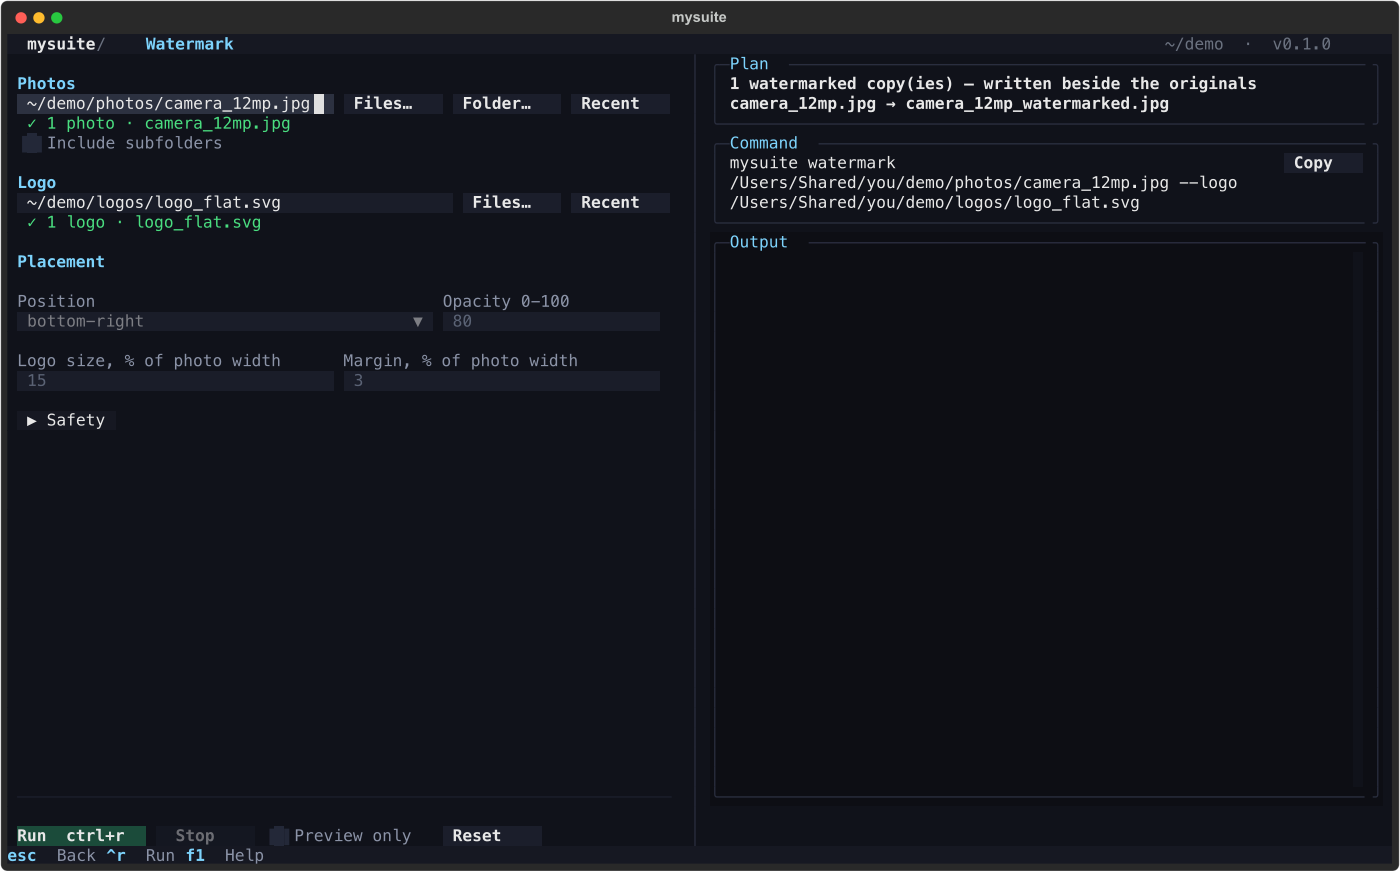 mysuite
mysuite/ Watermark ~/demo · v0.1.0
Photos
~/demo/photos/camera_12mp.jpg Files… Folder… Recent
✓ 1 photo · camera_12mp.jpg
Include subfolders
Logo
~/demo/logos/logo_flat.svg Files… Recent
✓ 1 logo · logo_flat.svg
Placement
Position Opacity 0–100
bottom-right ▼ 80
Logo size, % of photo width Margin, % of photo width
15 3
▶ Safety
Plan
1 watermarked copy(ies) — written beside the originals
camera_12mp.jpg → camera_12mp_watermarked.jpg
Command
mysuite watermark Copy
/Users/Shared/you/demo/photos/camera_12mp.jpg --logo
/Users/Shared/you/demo/logos/logo_flat.svg
Output
Run ctrl+r Stop Preview only Reset
esc Back ^r Run f1 Help